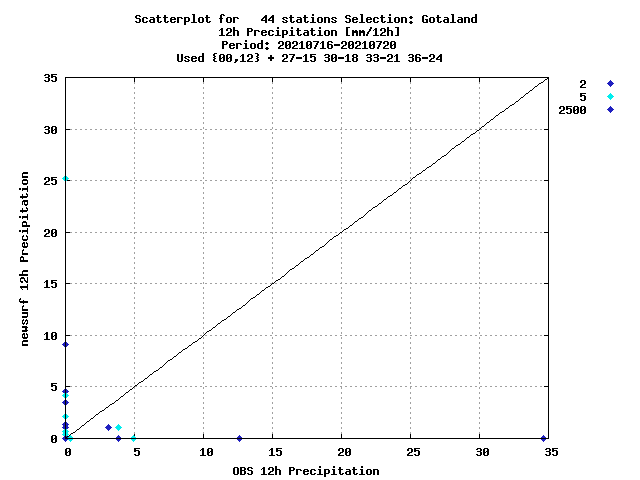 Scatterplot for   44 stations Selection: Gotaland
12h Precipitation [mm/12h]
Period: 20210716-20210720
Used {00,12} + 27-15 30-18 33-21 36-24
2
5
2500
35
30
25
20
15
10
5
0
newsurf 12h Precipitation
0 5 10 15 20 25 30 35
OBS 12h Precipitation